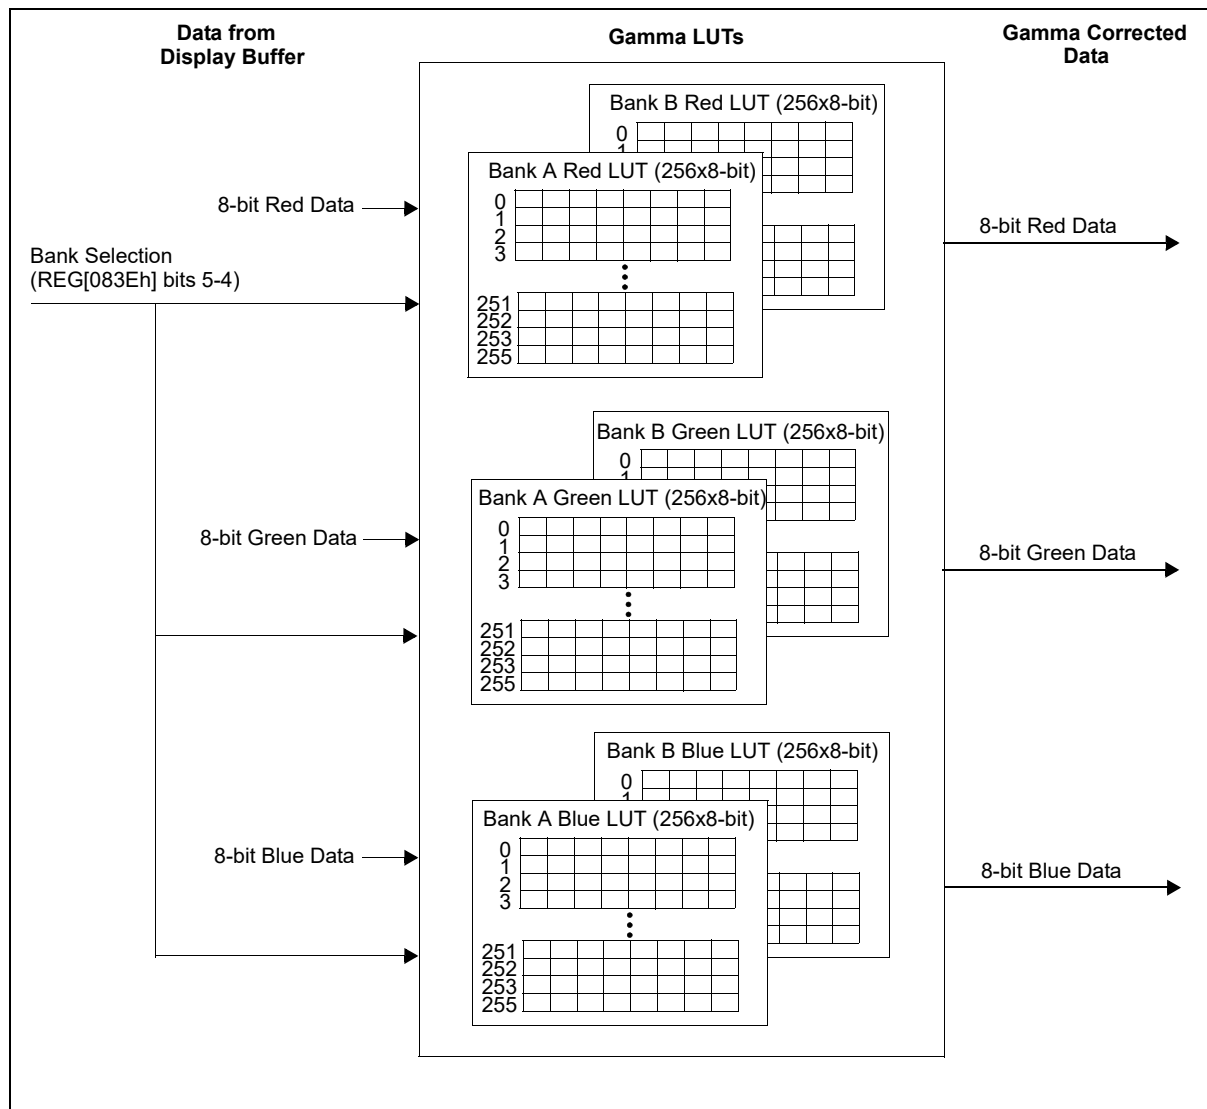 Data from
Display Buffer
Gamma LUTs
Gamma Corrected
Data
Bank B Red LUT (256x8-bit)
0
1
Bank A Red LUT (256x8-bit)
0
1
2
3
251
252
253
255
8-bit Red Data
Bank Selection
(REG[083Eh] bits 5-4)
8-bit Red Data
Bank B Green LUT (256x8-bit)
0
1
Bank A Green LUT (256x8-bit)
0
1
2
3
251
252
253
255
8-bit Green Data
8-bit Green Data
Bank B Blue LUT (256x8-bit)
0
1
Bank A Blue LUT (256x8-bit)
0
1
2
3
251
252
253
255
8-bit Blue Data
8-bit Blue Data